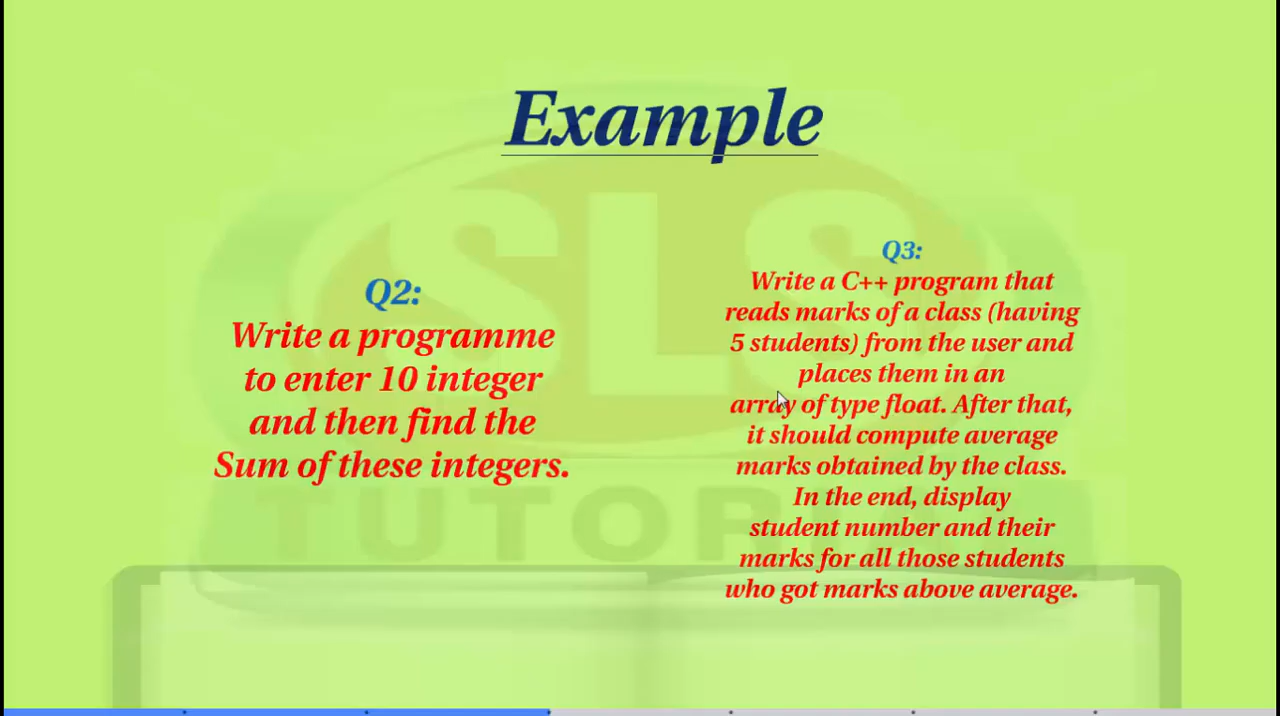 Example
Q2:
Write a programme
to enter 10 integer
and then find the
Sum of these integers.
Q3:
Write a C++ program that
reads marks of a class (having
5 students) from the user and
places them in an
array of type float. After that,
it should compute average
marks obtained by the class.
In the end, display
student number and their
marks for all those students
who got marks above average.
SLS